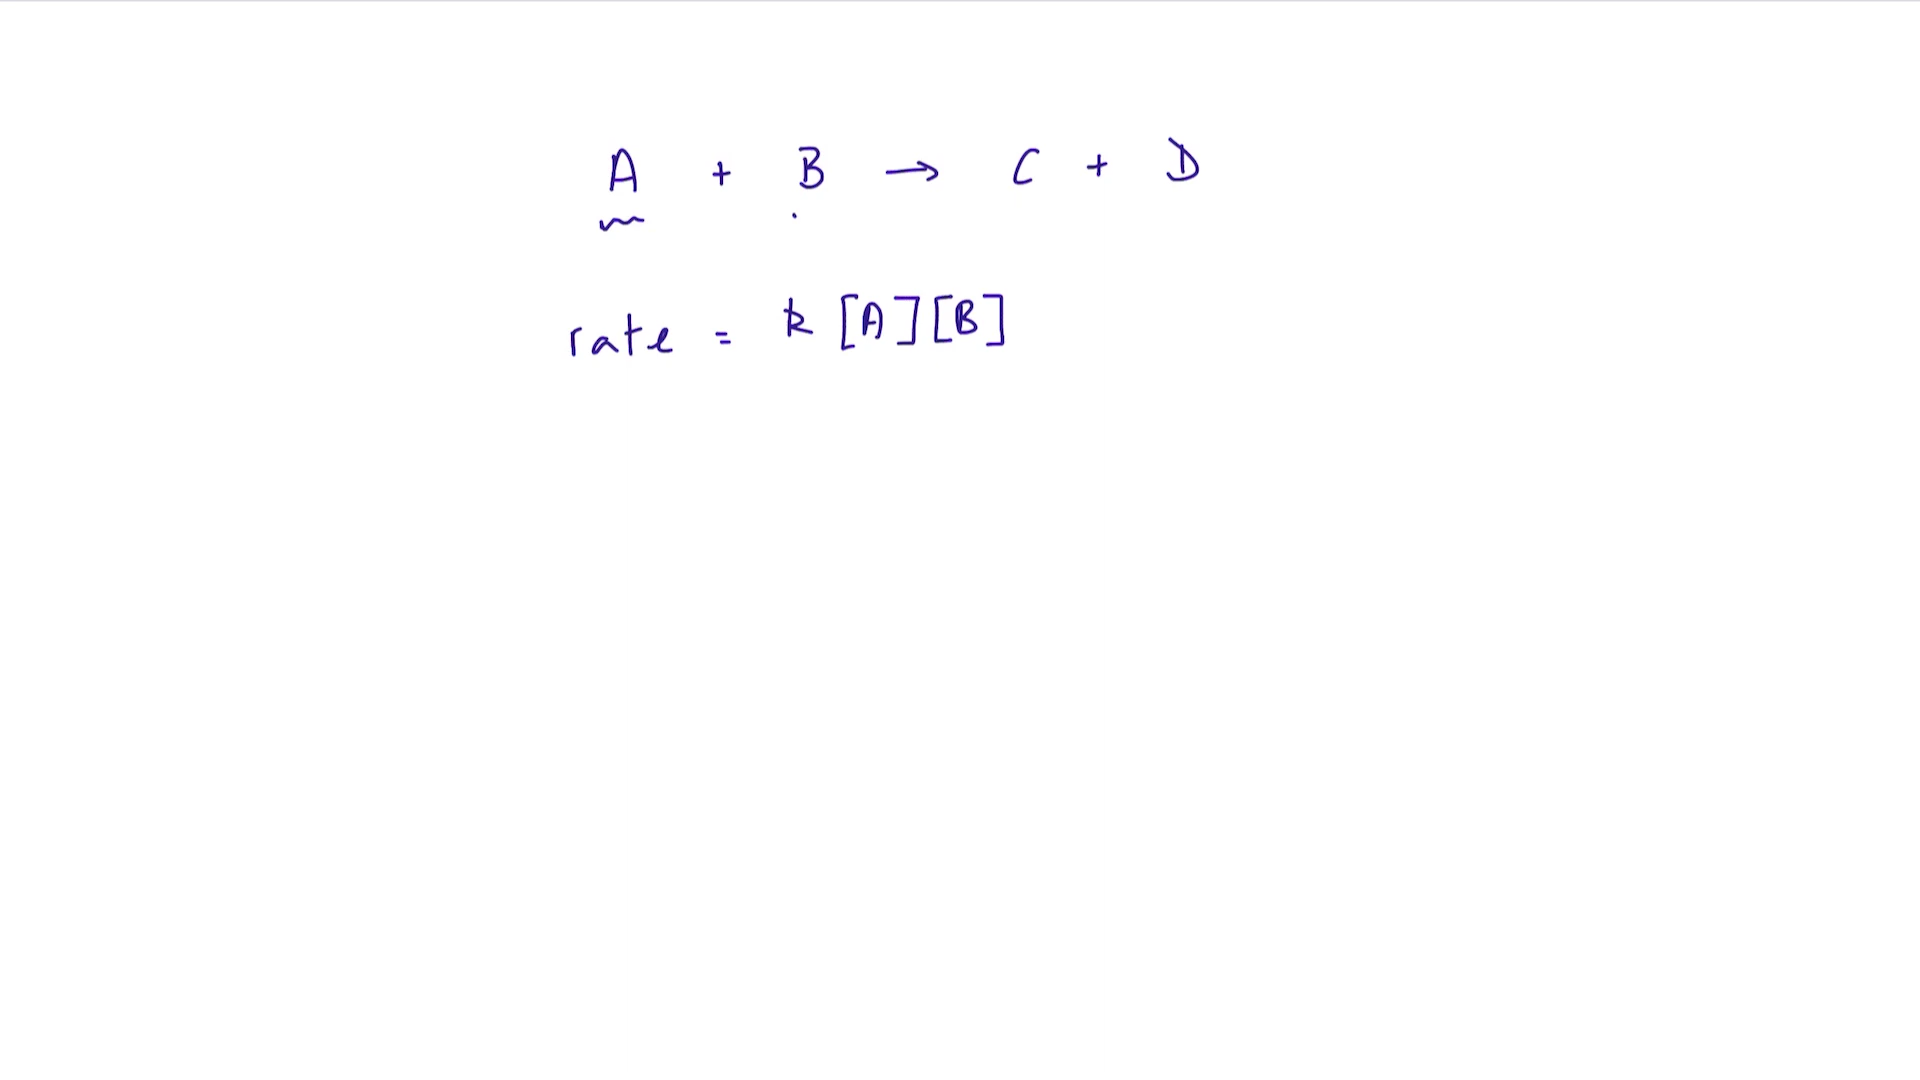 A + B → C + D
rate = k [A][B]